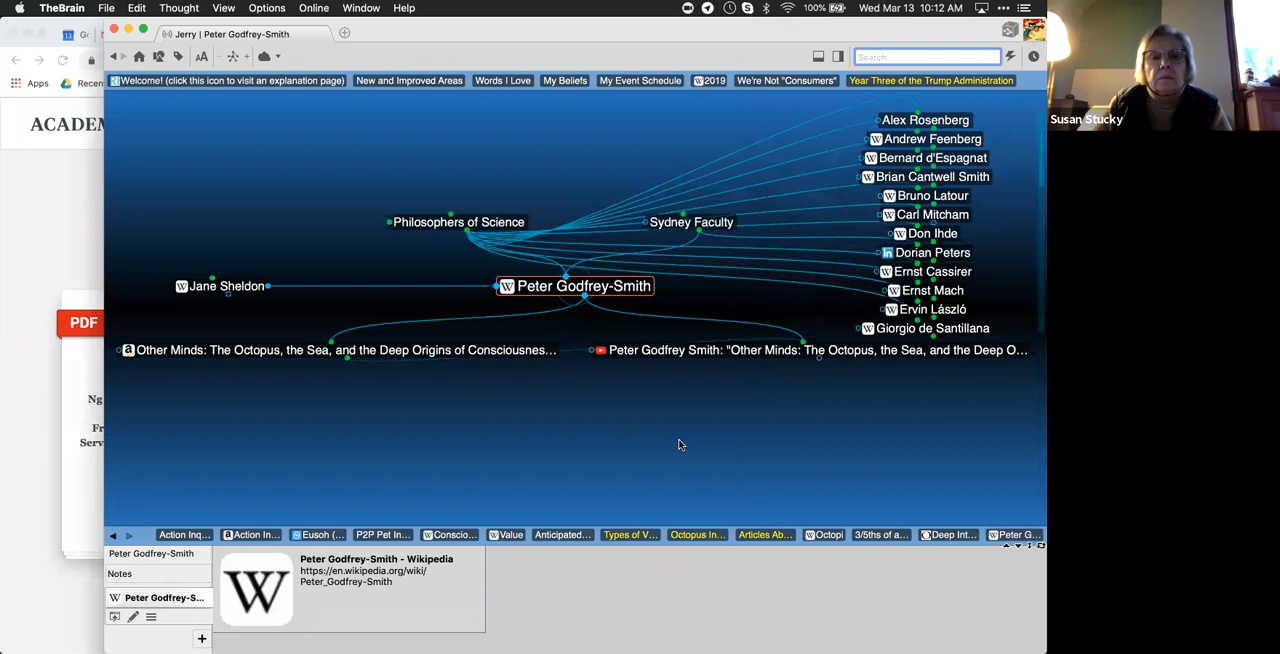 TheBrain File Edit Thought View Options Online Window Help 100% Wed Mar 13 10:12 AM
Jerry | Peter Godfrey-Smith
13
Apps Recen
Search
Welcome! (click this icon to visit an explanation page) New and Improved Areas Words I Love My Beliefs My Event Schedule 2019 We're Not "Consumers" Year Three of the Trump Administration
ACADEM
Susan Stucky
Alex Rosenberg
Andrew Feenberg
Bernard d'Espagnat
Brian Cantwell Smith
Bruno Latour
Carl Mitcham
Don Ihde
Dorian Peters
Ernst Cassirer
Ernst Mach
Ervin László
Giorgio de Santillana
Philosophers of Science Sydney Faculty
Jane Sheldon Peter Godfrey-Smith
Other Minds: The Octopus, the Sea, and the Deep Origins of Consciousnes... Peter Godfrey Smith: "Other Minds: The Octopus, the Sea, and the Deep O...
PDF
Ng
Fr
Serv
Action Inq... Action In... Eusoh (... P2P Pet In... Conscio... Value Anticipated... Types of V... Octopus In... Articles Ab... Octopi 3/5ths of a... Deep Int... Peter G...
Peter Godfrey-Smith
Notes
Peter Godfrey-S...
W
Peter Godfrey-Smith - Wikipedia
https://en.wikipedia.org/wiki/
Peter_Godfrey-Smith